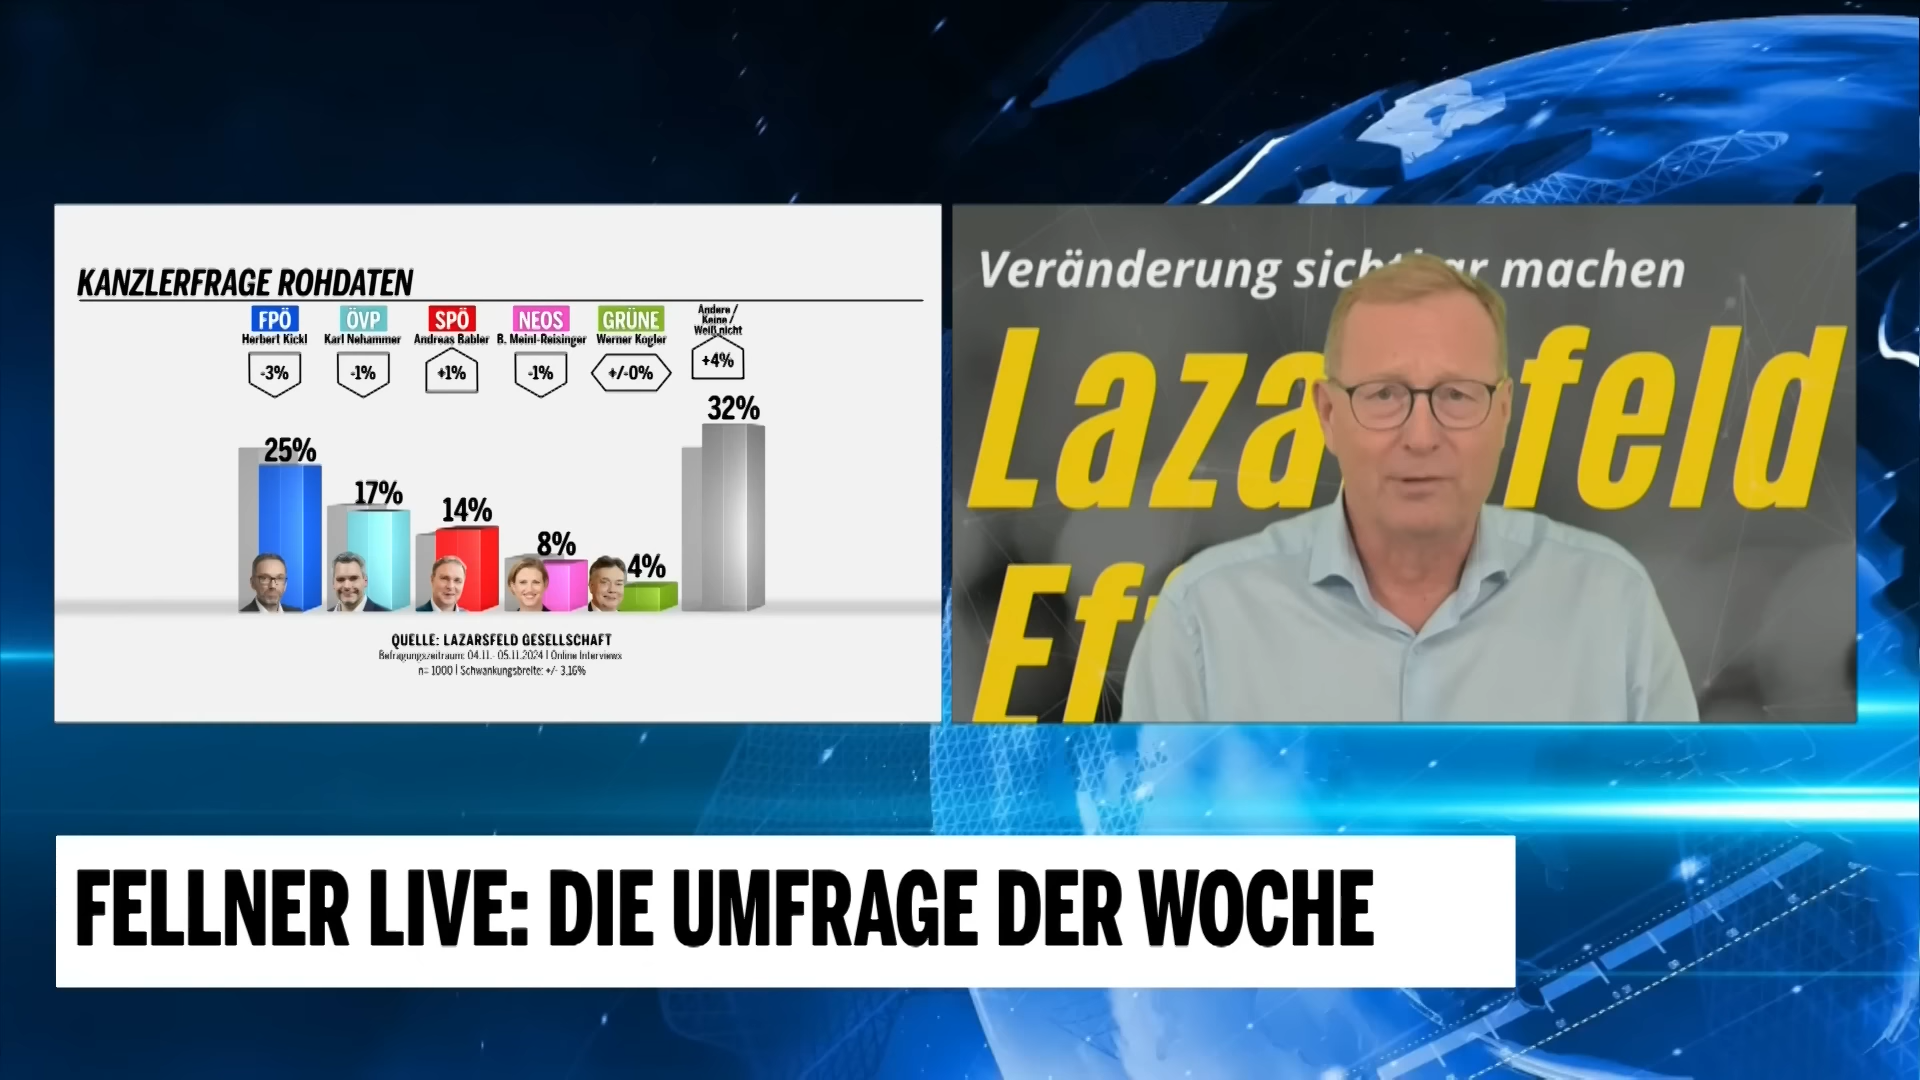 KANZLERFRAGE ROHDATEN
FPÖ ÖVP SPÖ NEOS GRÜNE Andere / Keine / Weiß nicht
Herbert Kickl Karl Nehammer Andreas Babler B. Meinl-Reisinger Werner Kogler
-3% -1% +1% -1% +/-0% +4%
25% 17% 14% 8% 4% 32%
QUELLE: LAZARSFELD GESELLSCHAFT
Befragungszeitraum: 04.11.- 05.11.2024 | Online Interviews
n= 1000 | Schwankungsbreite: +/- 3.16%
Veränderung machen
feld
FELLNER LIVE: DIE UMFRAGE DER WOCHE